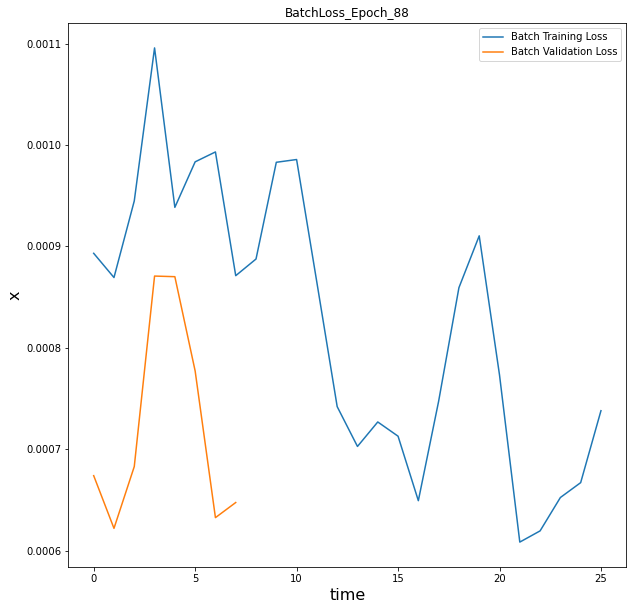 BatchLoss_Epoch_88
Batch Training Loss
Batch Validation Loss
0.0011
0.0010
0.0009
0.0008
0.0007
0.0006
x
0 5 10 15 20 25
time